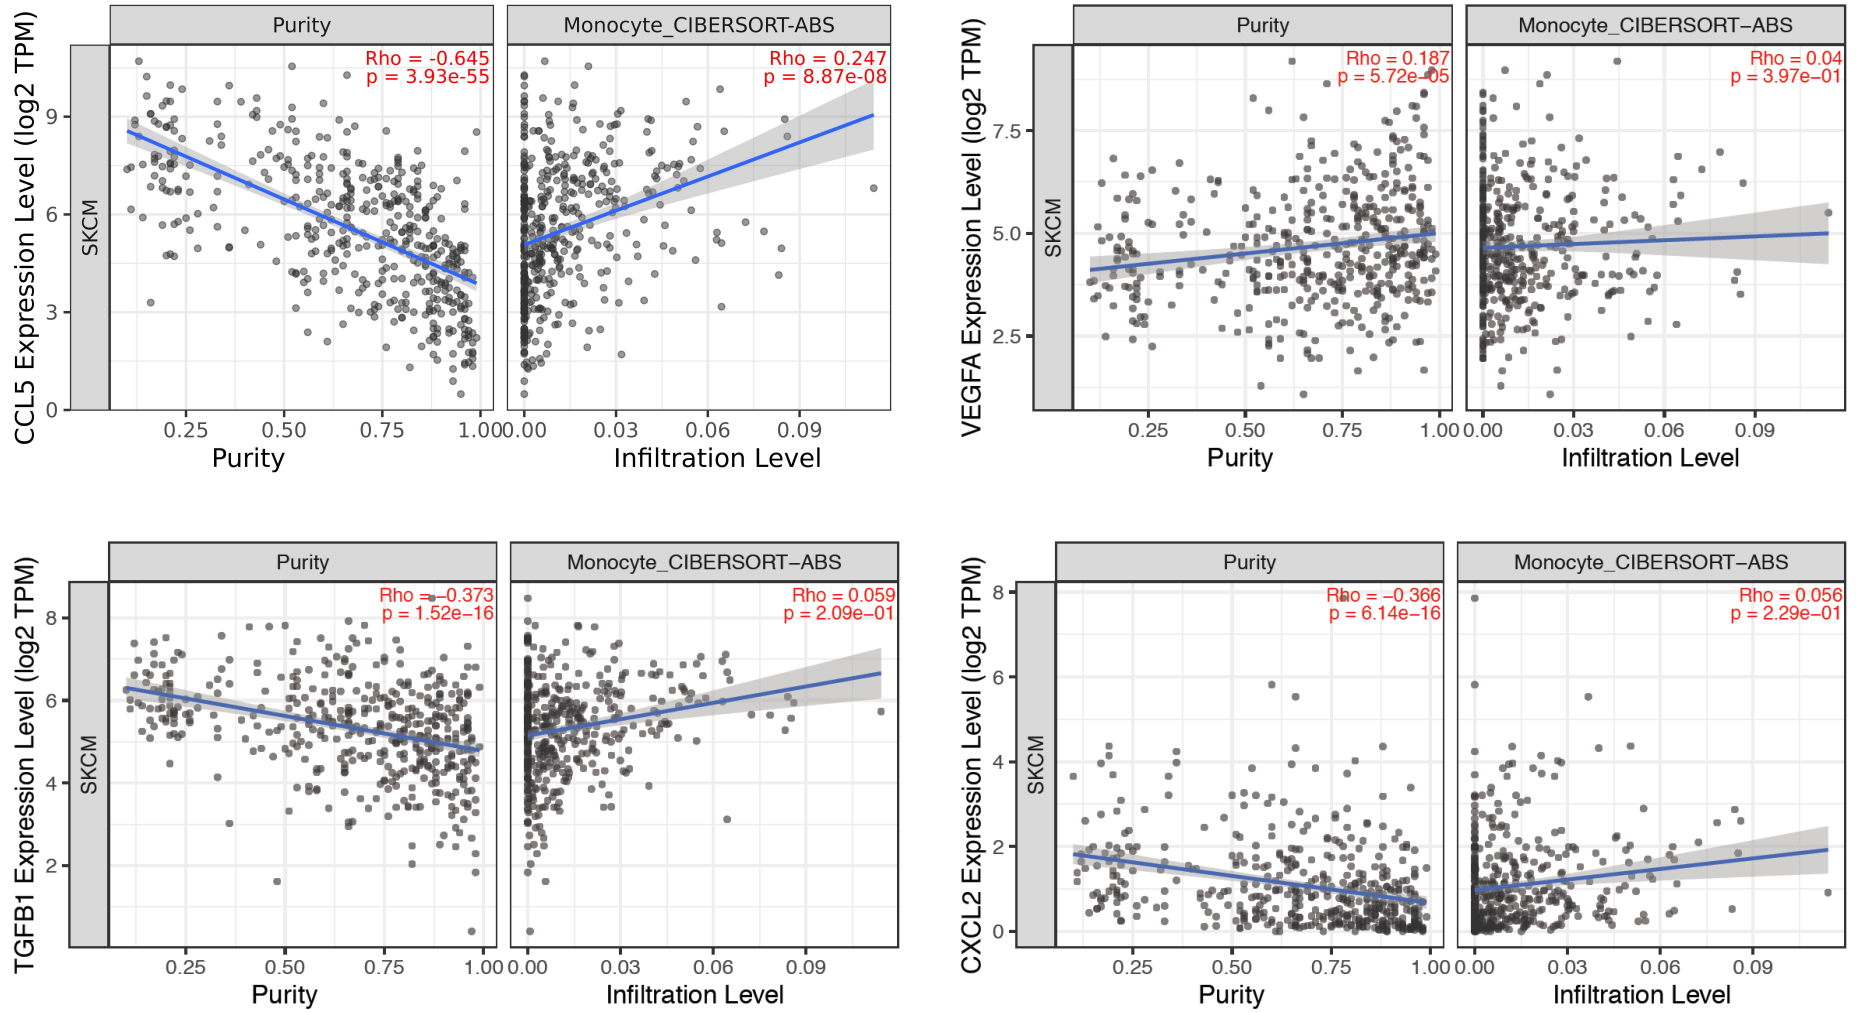 CCL5 Expression Level (log2 TPM)
SKCM
Purity
Monocyte_CIBERSORT-ABS
Rho = -0.645
p = 3.93e-55
Rho = 0.247
p = 8.87e-08
9
6
3
0
0.25 0.50 0.75 1.00 0.00 0.03 0.06 0.09
Purity
Infiltration Level
VEGFA Expression Level (log2 TPM)
SKCM
Purity
Monocyte_CIBERSORT−ABS
Rho = 0.187
p = 5.72e−05
Rho = 0.04
p = 3.97e−01
7.5
5.0
2.5
0.25 0.50 0.75 1.00 0.00 0.03 0.06 0.09
Purity
Infiltration Level
TGFB1 Expression Level (log2 TPM)
SKCM
Purity
Monocyte_CIBERSORT−ABS
Rho = −0.373
p = 1.52e−16
Rho = 0.059
p = 2.09e−01
8
6
4
2
0.25 0.50 0.75 1.00 0.00 0.03 0.06 0.09
Purity
Infiltration Level
CXCL2 Expression Level (log2 TPM)
SKCM
Purity
Monocyte_CIBERSORT−ABS
Rho = −0.366
p = 6.14e−16
Rho = 0.056
p = 2.29e−01
8
6
4
2
0
0.25 0.50 0.75 1.00 0.00 0.03 0.06 0.09
Purity
Infiltration Level